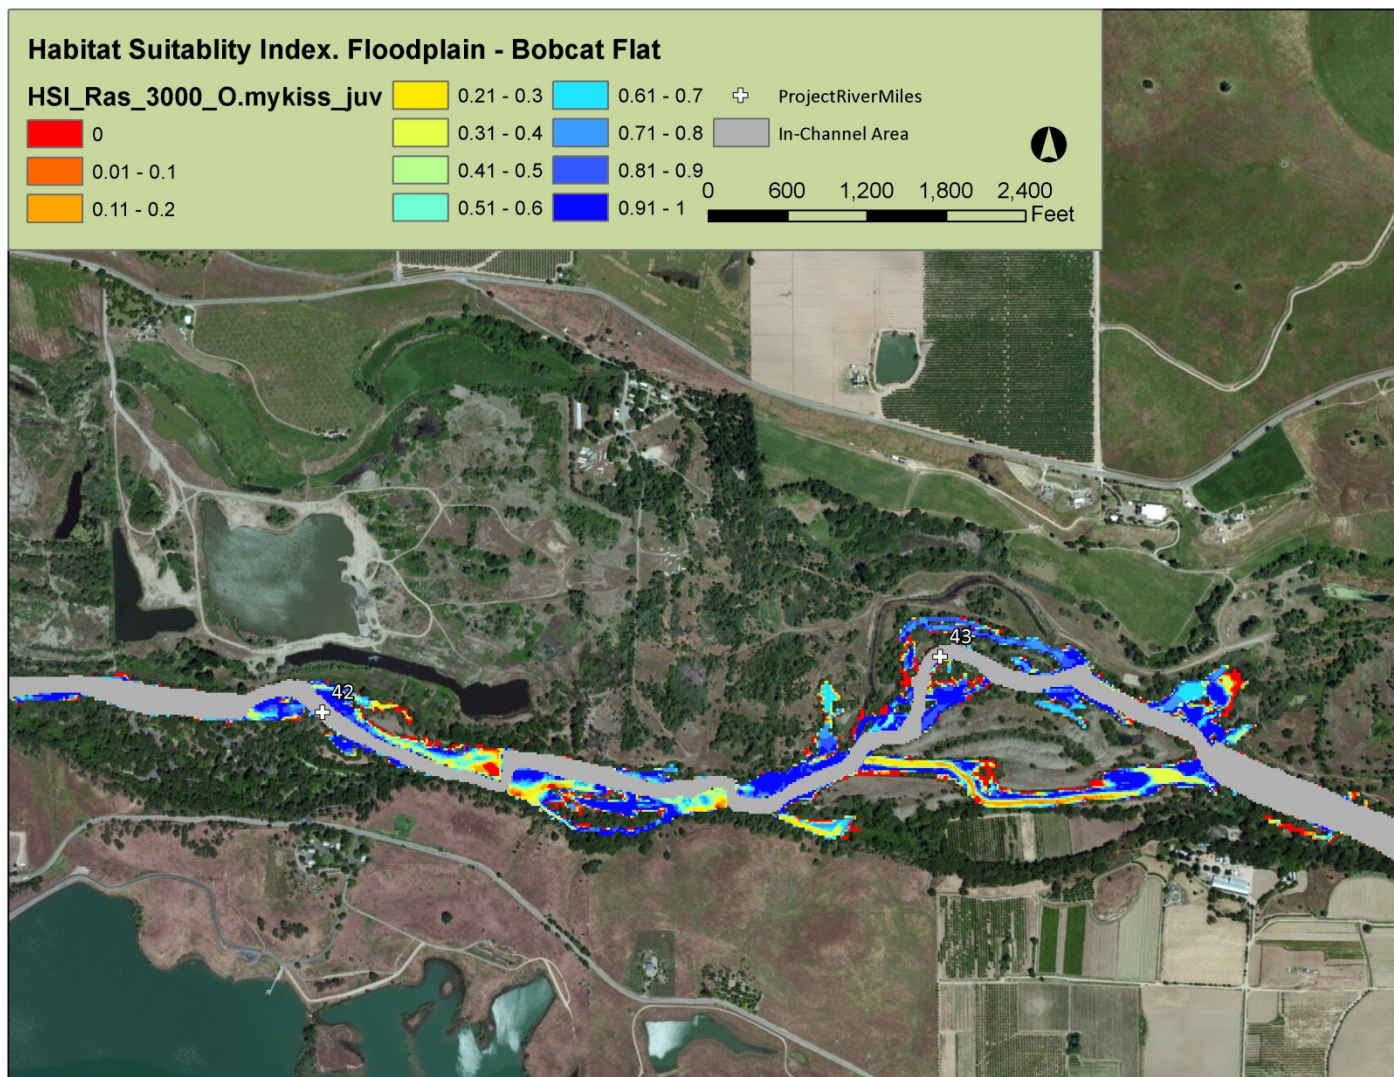 Habitat Suitablity Index. Floodplain - Bobcat Flat
HSI_Ras_3000_O.mykiss_juv
0
0.01 - 0.1
0.11 - 0.2
0.21 - 0.3
0.31 - 0.4
0.41 - 0.5
0.51 - 0.6
0.61 - 0.7
0.71 - 0.8
0.81 - 0.9
0.91 - 1
ProjectRiverMiles
In-Channel Area
0 600 1,200 1,800 2,400
Feet
43
42